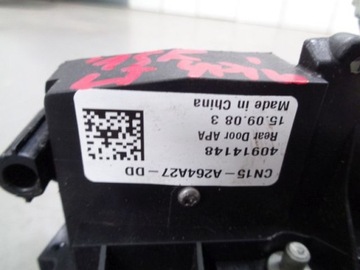 CN15-A264A27-DD
40914148
Rear Door APA
15.09.08 3
Made in China